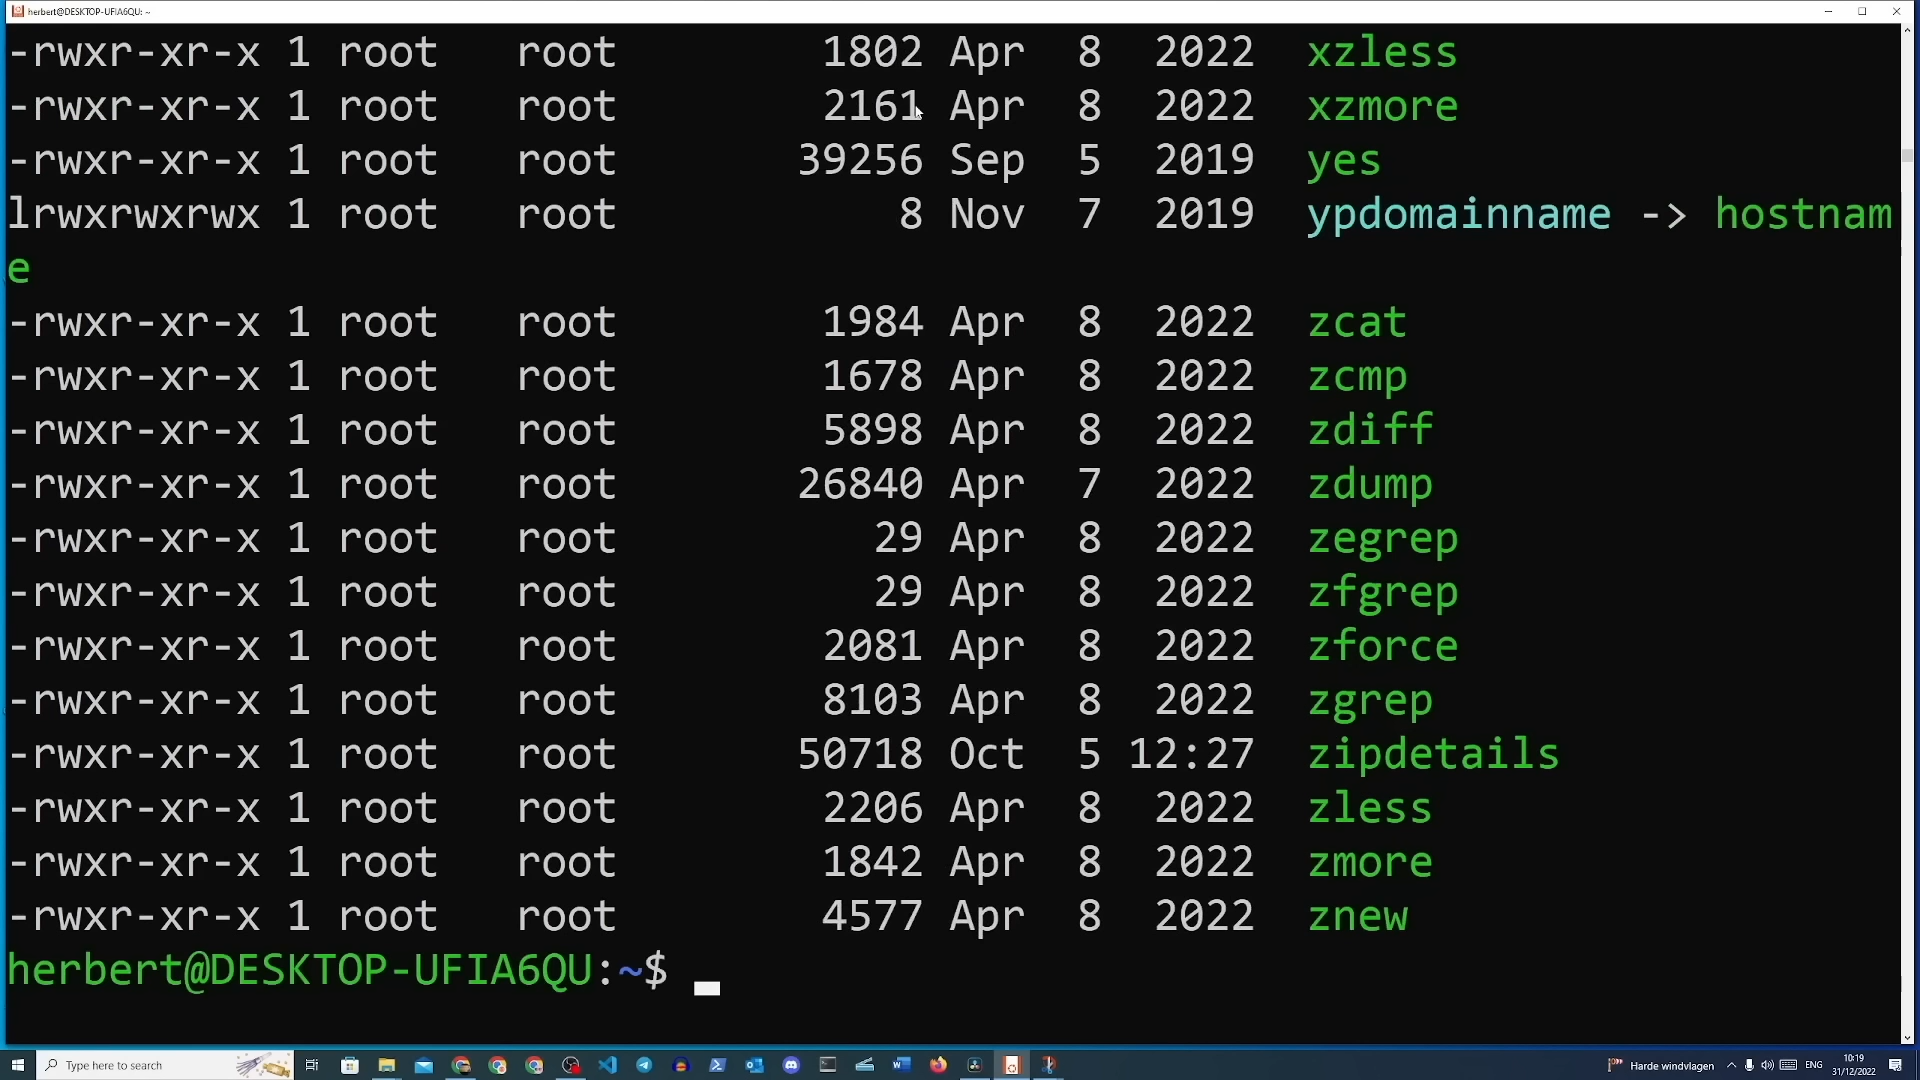 herbert@DESKTOP-UFIA6QU: ~
-rwxr-xr-x 1 root root 1802 Apr 8 2022 xzless
-rwxr-xr-x 1 root root 2161 Apr 8 2022 xzmore
-rwxr-xr-x 1 root root 39256 Sep 5 2019 yes
lrwxrwxrwx 1 root root 8 Nov 7 2019 ypdomainname -> hostnam
e
-rwxr-xr-x 1 root root 1984 Apr 8 2022 zcat
-rwxr-xr-x 1 root root 1678 Apr 8 2022 zcmp
-rwxr-xr-x 1 root root 5898 Apr 8 2022 zdiff
-rwxr-xr-x 1 root root 26840 Apr 7 2022 zdump
-rwxr-xr-x 1 root root 29 Apr 8 2022 zegrep
-rwxr-xr-x 1 root root 29 Apr 8 2022 zfgrep
-rwxr-xr-x 1 root root 2081 Apr 8 2022 zforce
-rwxr-xr-x 1 root root 8103 Apr 8 2022 zgrep
-rwxr-xr-x 1 root root 50718 Oct 5 12:27 zipdetails
-rwxr-xr-x 1 root root 2206 Apr 8 2022 zless
-rwxr-xr-x 1 root root 1842 Apr 8 2022 zmore
-rwxr-xr-x 1 root root 4577 Apr 8 2022 znew
herbert@DESKTOP-UFIA6QU:~$
Type here to search
Harde windvlagen
ENG
10:19
31/12/2022